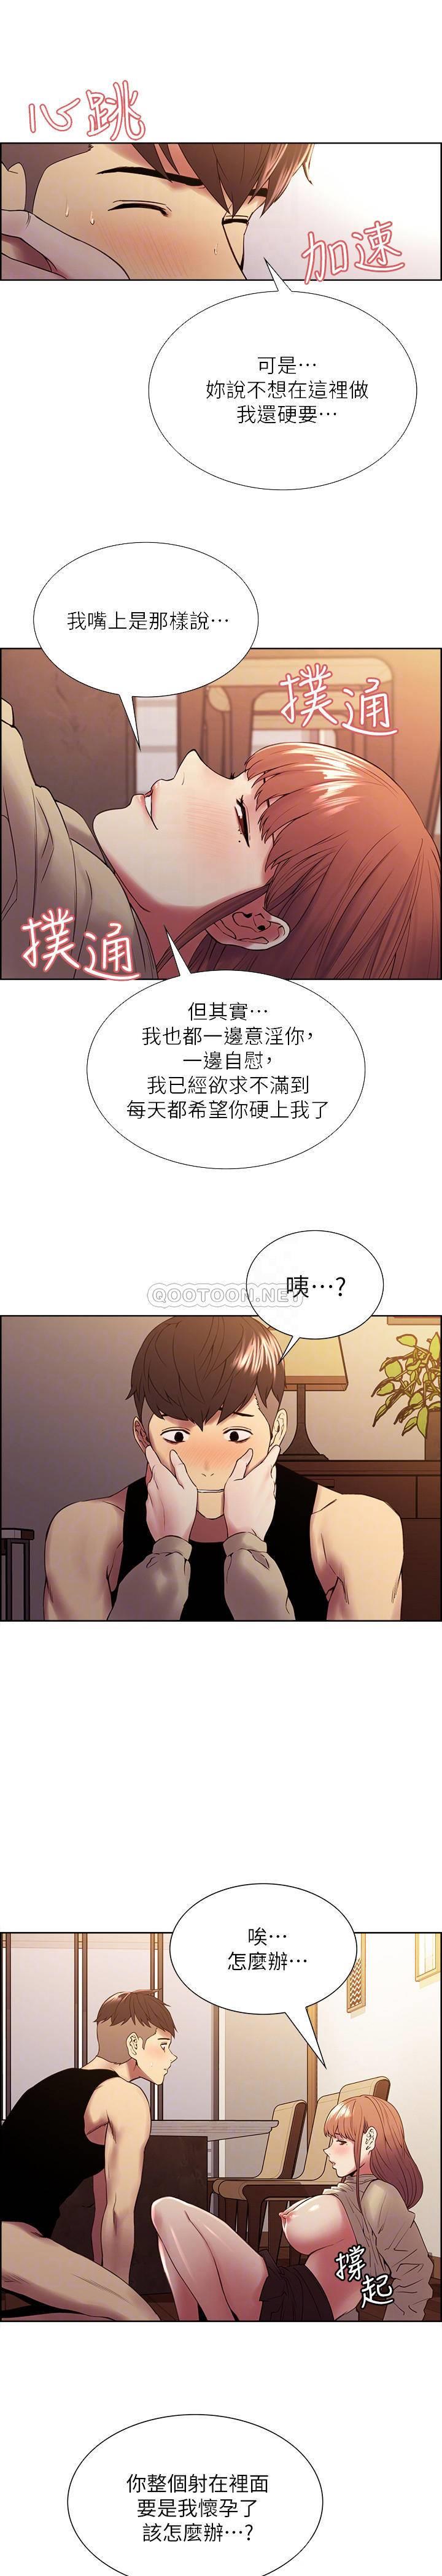 心跳
加速
可是⋯
妳說不想在這裡做
我還硬要⋯
我嘴上是那樣說⋯
撲通
撲通
但其實⋯
我也都一邊意淫你，
一邊自慰，
我已經欲求不滿到
每天都希望你硬上我了
咦⋯?
QOOTOON.NET
唉⋯
怎麼辦⋯
撐起
你整個射在裡面
要是我懷孕了
該怎麼辦⋯?